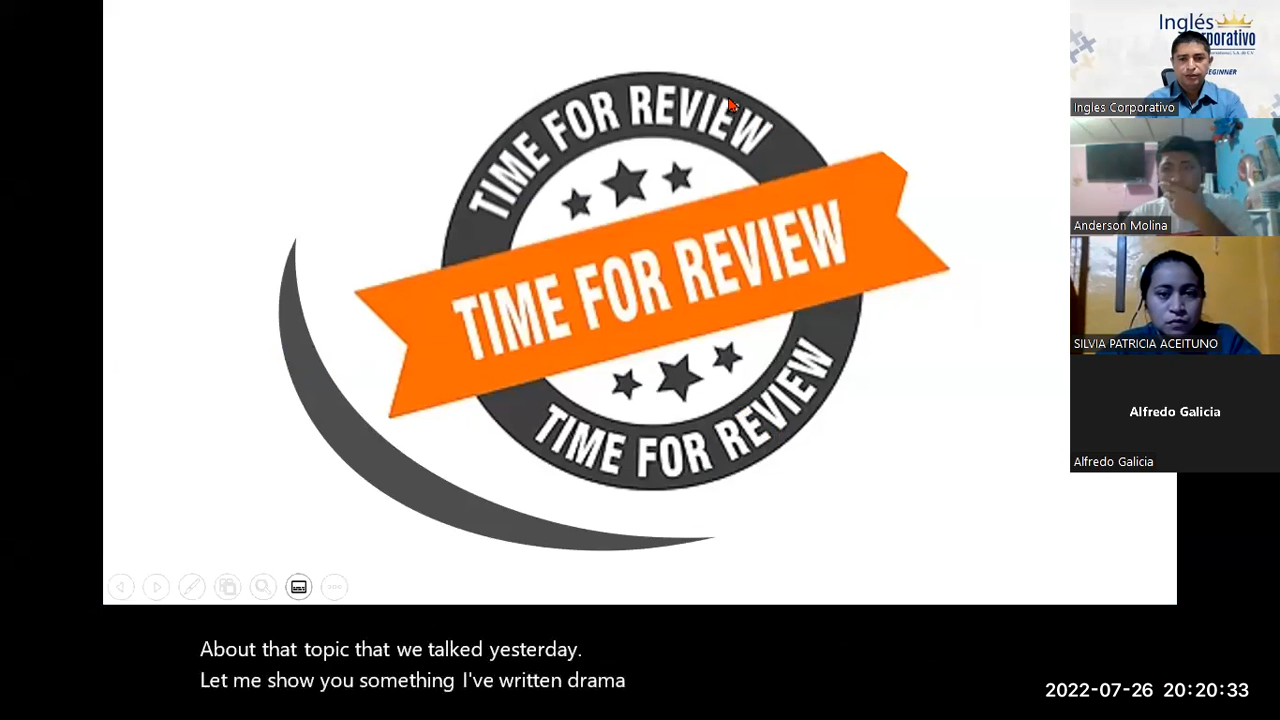 TIME FOR REVIEW
TIME FOR REVIEW
TIME FOR REVIEW
About that topic that we talked yesterday.
Let me show you something I've written drama
Inglés
rporativo
EGINNER
Ingles Corporativo
Anderson Molina
SILVIA PATRICIA ACEITUNO
Alfredo Galicia
Alfredo Galicia
2022-07-26 20:20:33